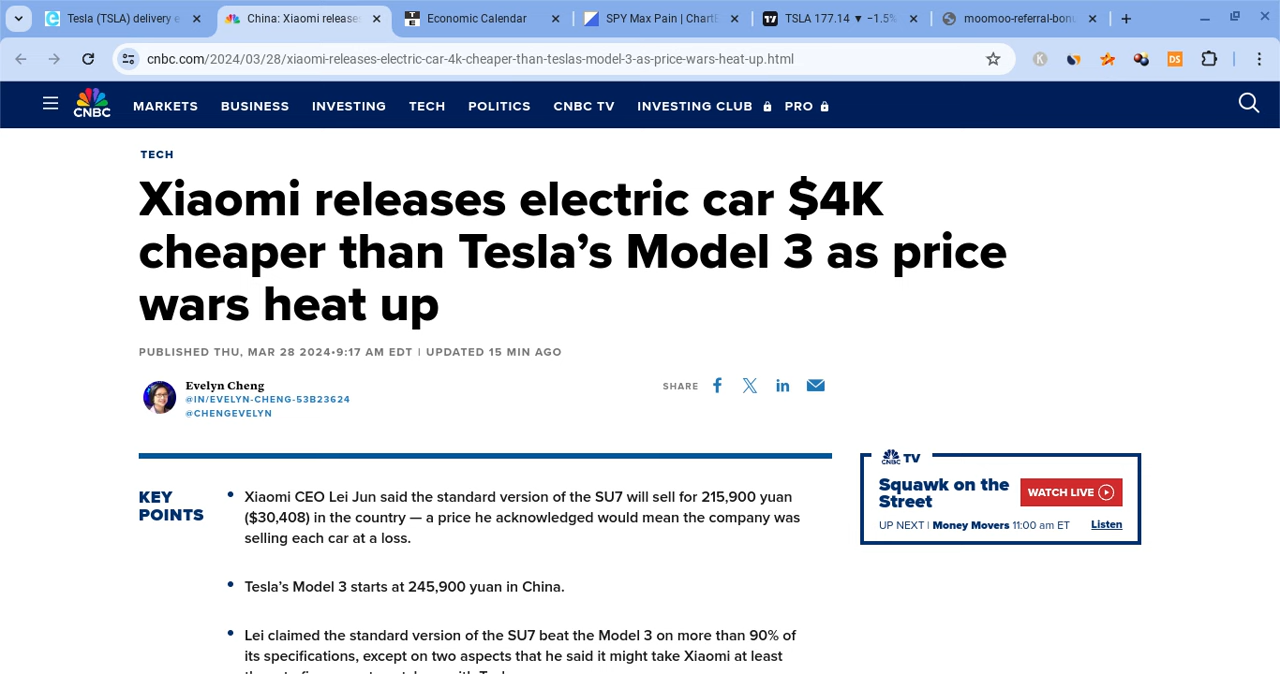 Tesla (TSLA) delivery e
China: Xiaomi releases
Economic Calendar
SPY Max Pain | ChartE
TSLA 177.14 ▼ −1.5%
moomoo-referral-bonu
cnbc.com/2024/03/28/xiaomi-releases-electric-car-4k-cheaper-than-teslas-model-3-as-price-wars-heat-up.html
K
DS
CNBC
MARKETS BUSINESS INVESTING TECH POLITICS CNBC TV INVESTING CLUB PRO
TECH
Xiaomi releases electric car $4K
cheaper than Tesla’s Model 3 as price
wars heat up
PUBLISHED THU, MAR 28 2024•9:17 AM EDT | UPDATED 15 MIN AGO
Evelyn Cheng
@IN/EVELYN-CHENG-53B23624
@CHENGEVELYN
SHARE
KEY
POINTS
Xiaomi CEO Lei Jun said the standard version of the SU7 will sell for 215,900 yuan
($30,408) in the country — a price he acknowledged would mean the company was
selling each car at a loss.
Tesla’s Model 3 starts at 245,900 yuan in China.
Lei claimed the standard version of the SU7 beat the Model 3 on more than 90% of
its specifications, except on two aspects that he said it might take Xiaomi at least
CNBC TV
Squawk on the
Street
WATCH LIVE
UP NEXT | Money Movers 11:00 am ET
Listen